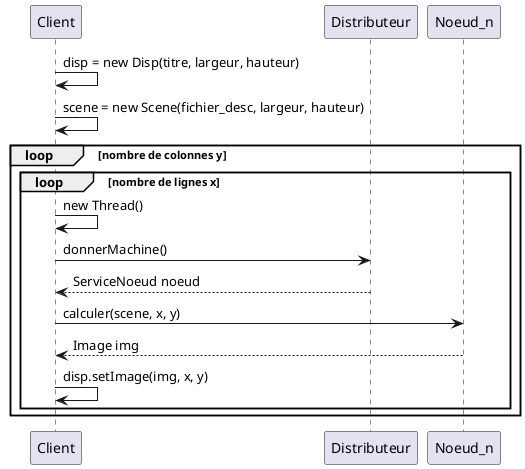 Client Distributeur Noeud_n
disp = new Disp(titre, largeur, hauteur)
scene = new Scene(fichier_desc, largeur, hauteur)
loop [nombre de colonnes y]
loop [nombre de lignes x]
new Thread()
donnerMachine()
ServiceNoeud noeud
calculer(scene, x, y)
Image img
disp.setImage(img, x, y)
Client Distributeur Noeud_n